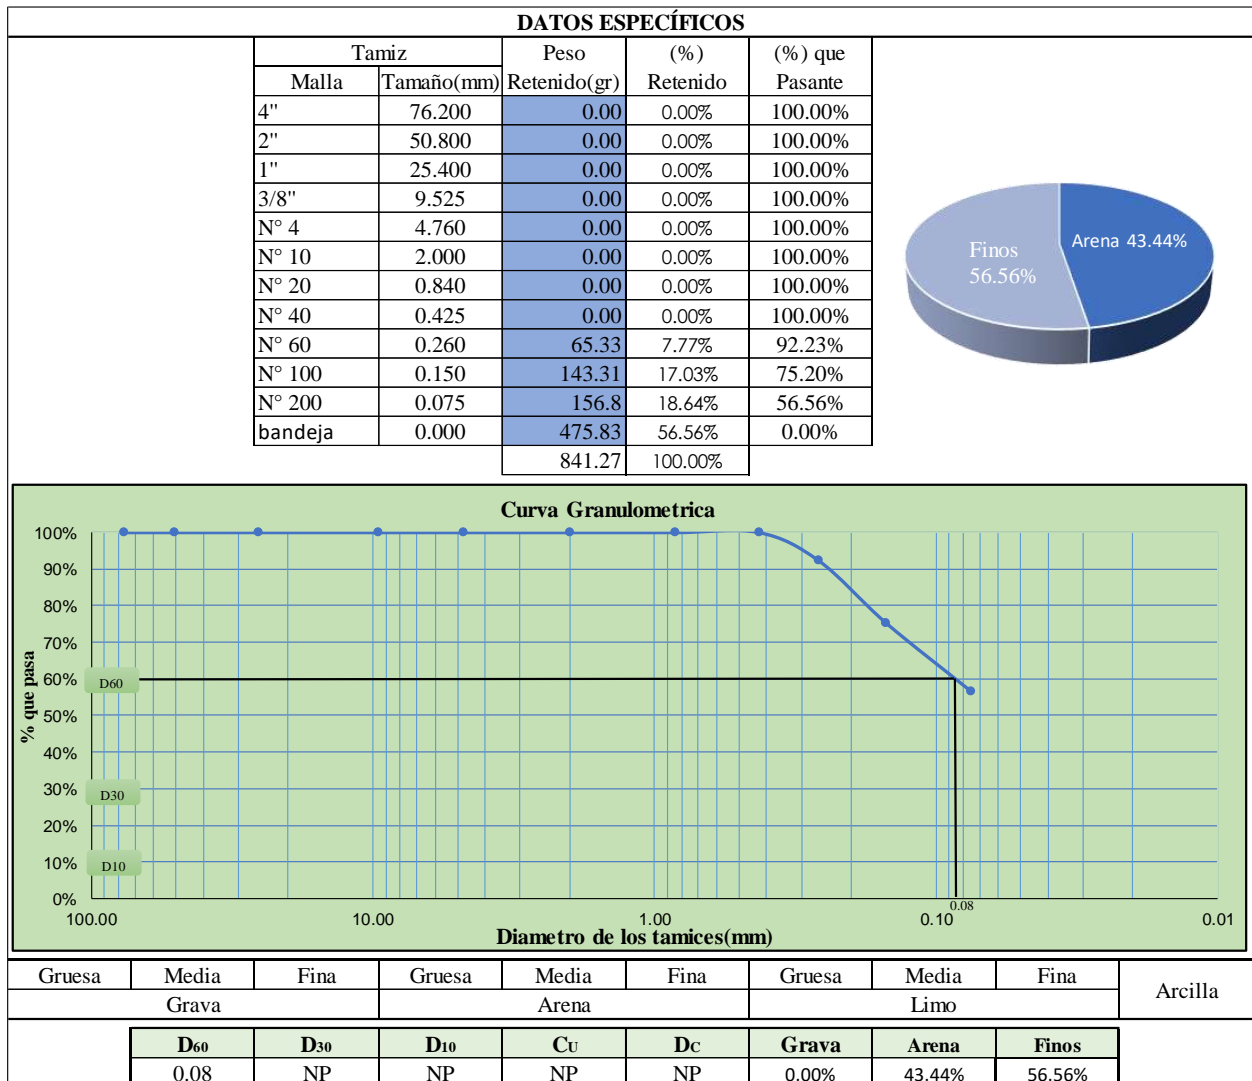 DATOS ESPECÍFICOS
Tamiz Peso (%) (%) que
Malla Tamaño(mm) Retenido(gr) Retenido Pasante
4" 76.200 0.00 0.00% 100.00%
2" 50.800 0.00 0.00% 100.00%
1" 25.400 0.00 0.00% 100.00%
3/8" 9.525 0.00 0.00% 100.00%
N° 4 4.760 0.00 0.00% 100.00%
N° 10 2.000 0.00 0.00% 100.00%
N° 20 0.840 0.00 0.00% 100.00%
N° 40 0.425 0.00 0.00% 100.00%
N° 60 0.260 65.33 7.77% 92.23%
N° 100 0.150 143.31 17.03% 75.20%
N° 200 0.075 156.8 18.64% 56.56%
bandeja 0.000 475.83 56.56% 0.00%
841.27 100.00%
Finos
56.56%
Arena 43.44%
Curva Granulometrica
% que pasa
100%
90%
80%
70%
60%
50%
40%
30%
20%
10%
0%
D60
D30
D10
0.08
100.00 10.00 1.00 0.10 0.01
Diametro de los tamices(mm)
Gruesa Media Fina Gruesa Media Fina Gruesa Media Fina Arcilla
Grava Arena Limo
D60 D30 D10 CU DC Grava Arena Finos
0.08 NP NP NP NP 0.00% 43.44% 56.56%